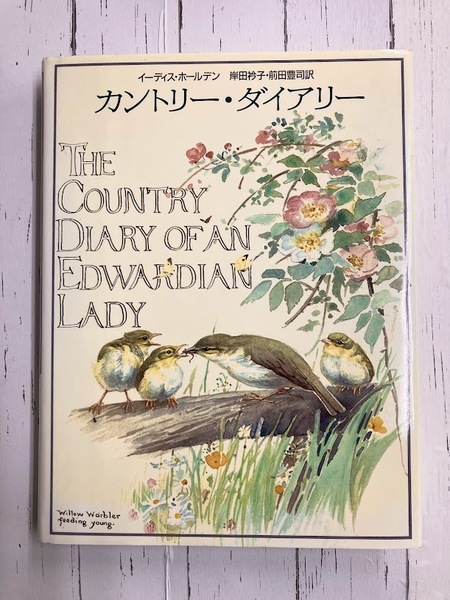 イーディス・ホールデン 岸田衿子・前田豊司訳
カントリー・ダイアリー
THE
COUNTRY
DIARY OF AN
EDWARDIAN
LADY
Willow Warbler
feeding young.